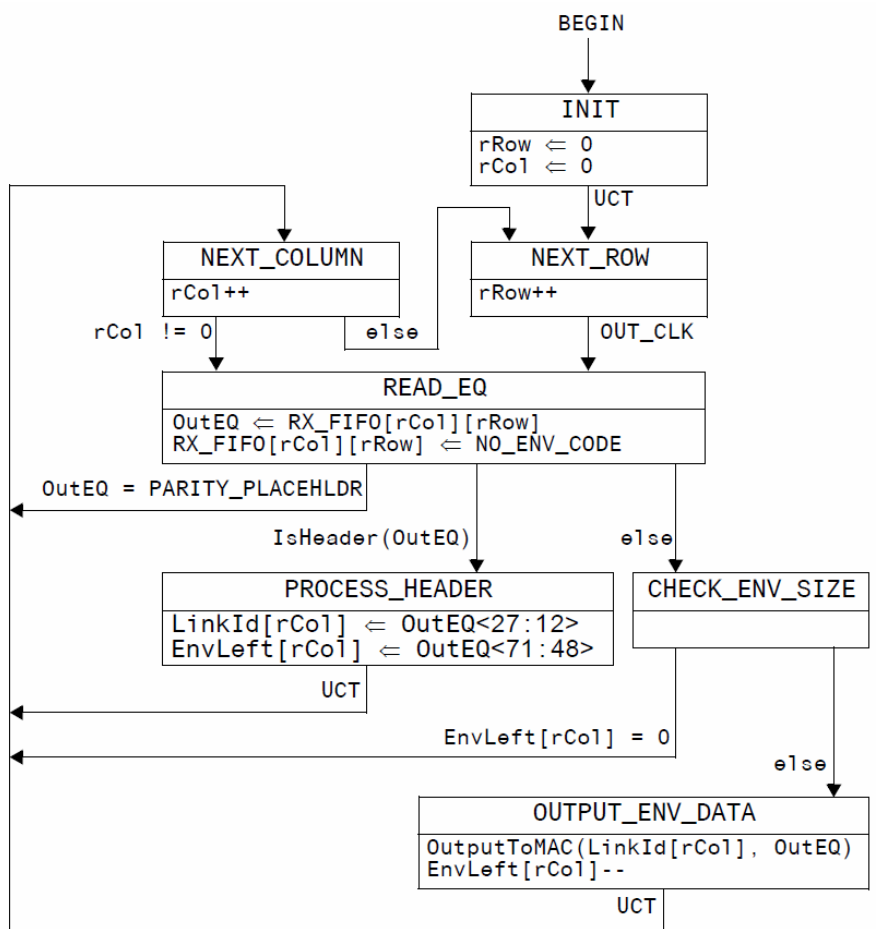 BEGIN
INIT
rRow ⇐ 0
rCol ⇐ 0
UCT
NEXT_COLUMN
rCol++
NEXT_ROW
rRow++
rCol != 0
else
OUT_CLK
READ_EQ
OutEQ ⇐ RX_FIFO[rCol][rRow]
RX_FIFO[rCol][rRow] ⇐ NO_ENV_CODE
OutEQ = PARITY_PLACEHLDR
IsHeader(OutEQ)
else
PROCESS_HEADER
LinkId[rCol] ⇐ OutEQ<27:12>
EnvLeft[rCol] ⇐ OutEQ<71:48>
CHECK_ENV_SIZE
UCT
EnvLeft[rCol] = 0
else
OUTPUT_ENV_DATA
OutputToMAC(LinkId[rCol], OutEQ)
EnvLeft[rCol]--
UCT